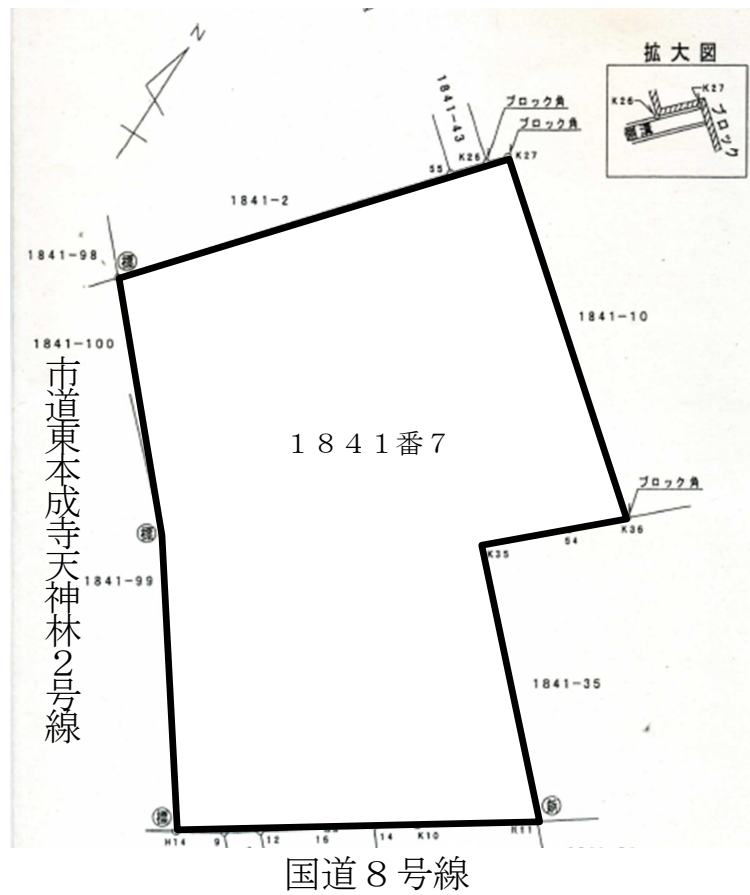 N
拡大図
K26
K27
側溝
ブロック
1841-43
ブロック角
ブロック角
55
K26
K27
1841-2
1841-98
1841-10
1841-100
市道東本成寺天神林2号線
1841番7
ブロック角
K36
54
K35
1841-99
1841-35
H14
9
12
16
14
K10
R11
国道8号線